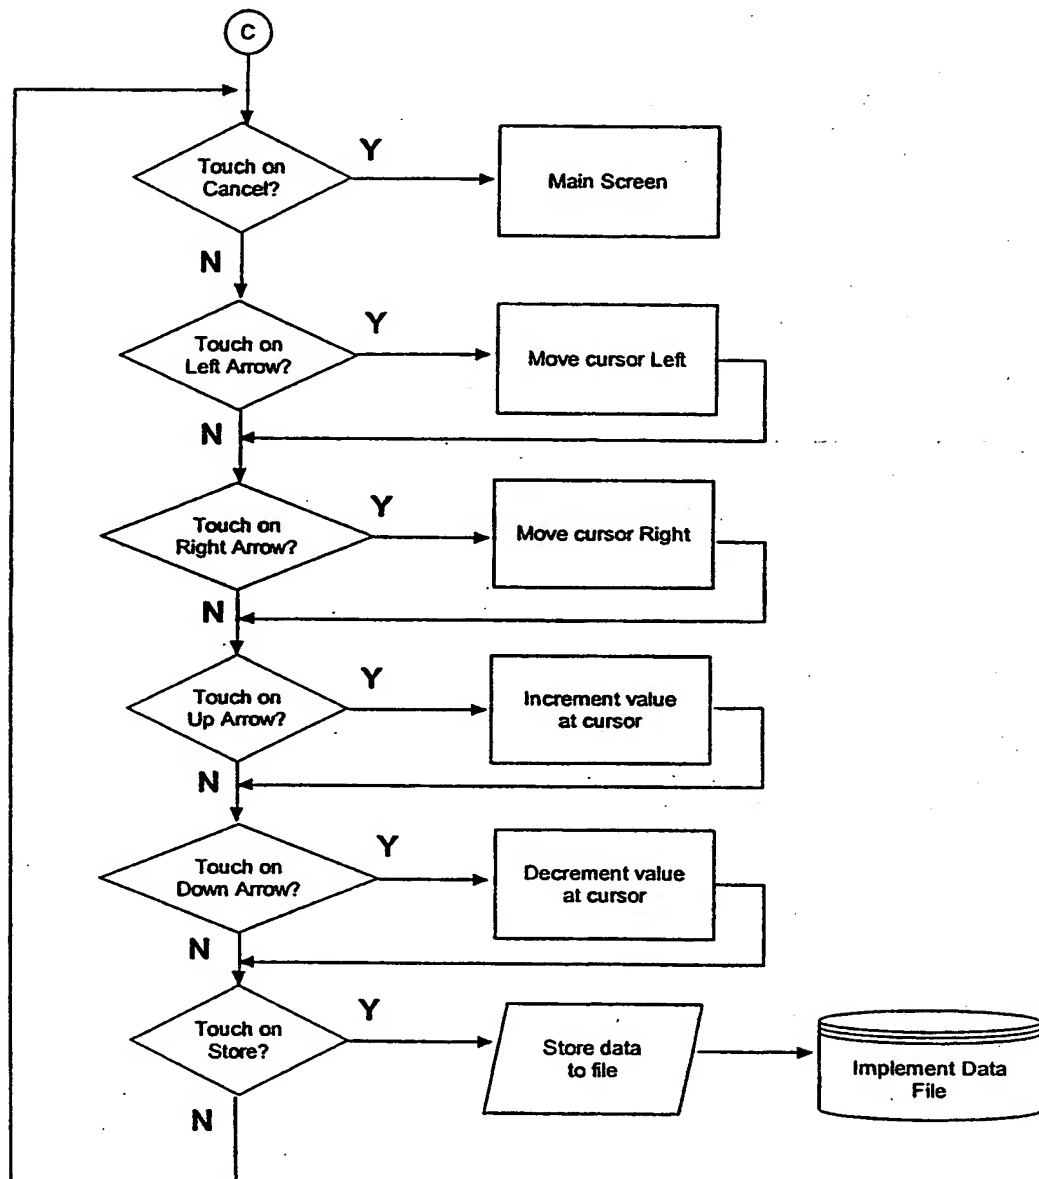 C
Touch on
Cancel?
Y
Main Screen
N
Touch on
Left Arrow?
Y
Move cursor Left
N
Touch on
Right Arrow?
Y
Move cursor Right
N
Touch on
Up Arrow?
Y
Increment value
at cursor
N
Touch on
Down Arrow?
Y
Decrement value
at cursor
N
Touch on
Store?
Y
Store data
to file
Implement Data
File
N